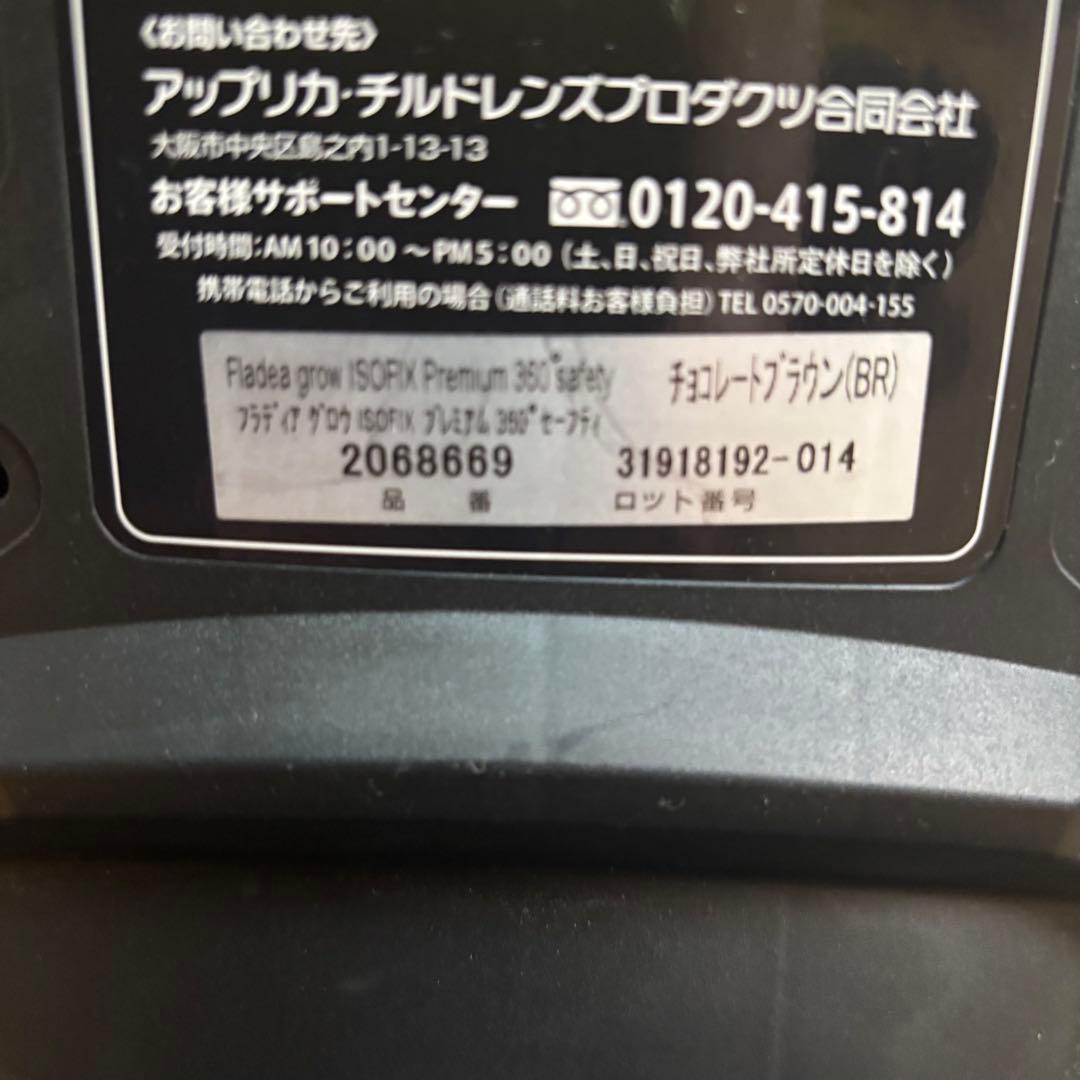 〈お問い合わせ先〉
アップリカ・チルドレンズプロダクツ合同会社
大阪市中央区島之内1-13-13
お客様サポートセンター 0120-415-814
受付時間:AM10:00 〜PM5:00 (土、日、祝日、弊社所定休日を除く)
携帯電話からご利用の場合(通話料お客様負担)TEL 0570-004-155
Fladea grow ISOFIX Premium 360°safety チョコレートブラウン(BR)
フラディア グロウ ISOFIX プレミアム 360°セーフティ
2068669 31918192-014
品番 ロット番号